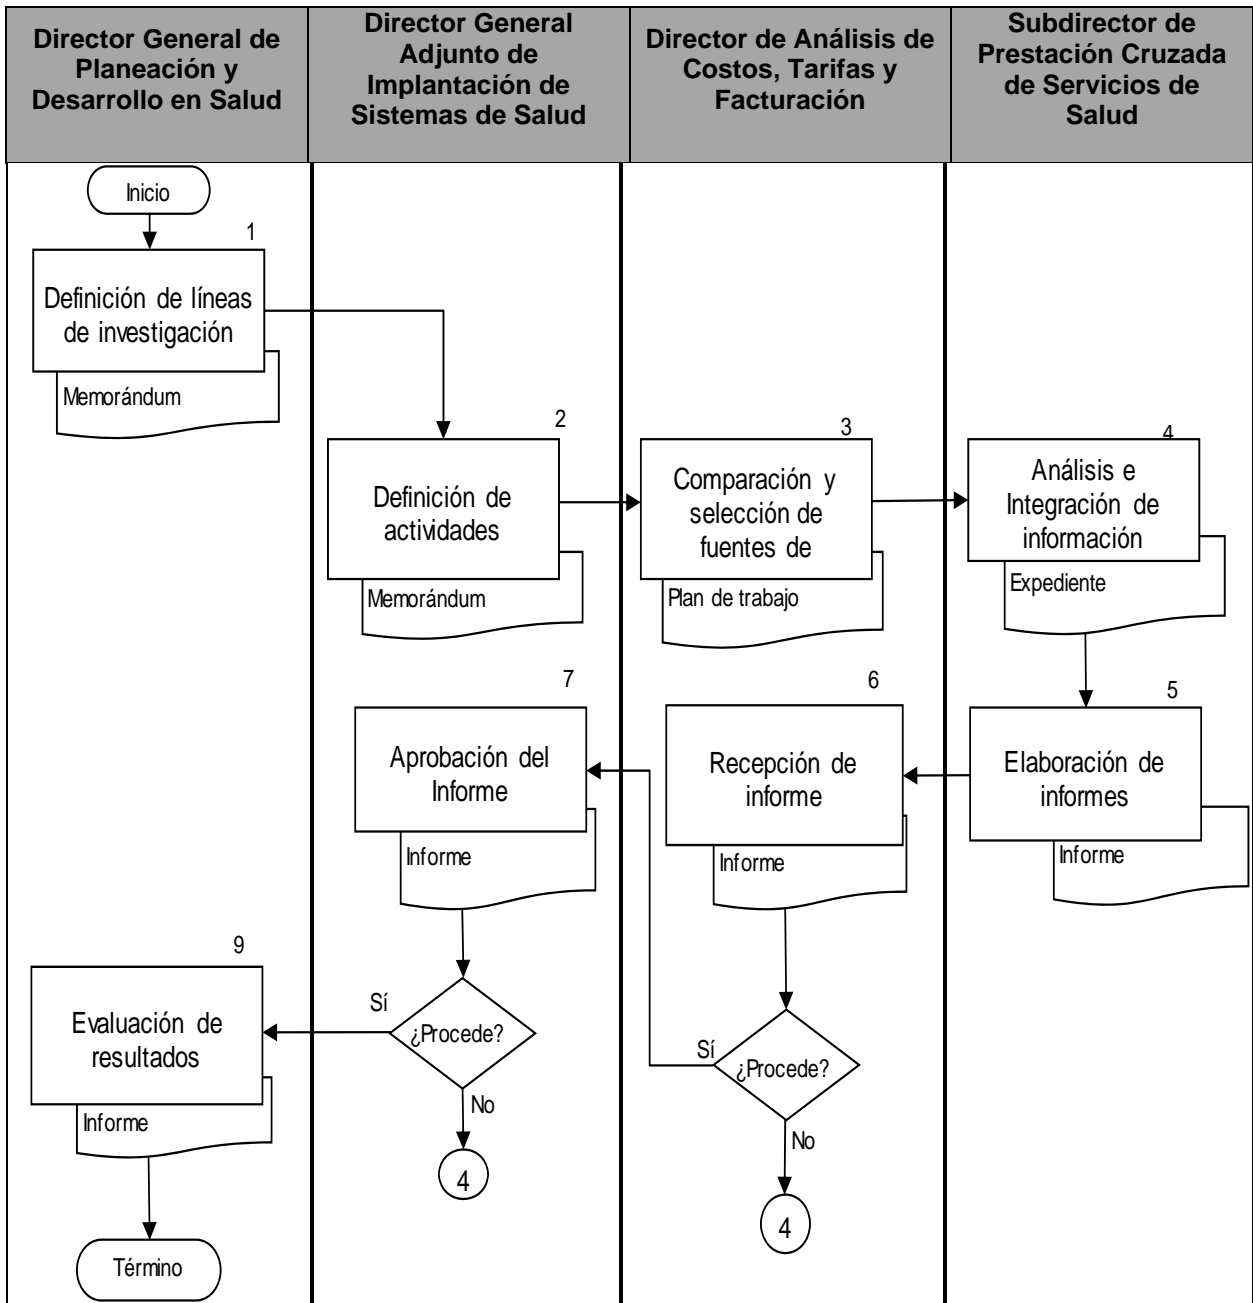 Director General de
Planeación y
Desarrollo en Salud
Director General
Adjunto de
Implantación de
Sistemas de Salud
Director de Análisis de
Costos, Tarifas y
Facturación
Subdirector de
Prestación Cruzada
de Servicios de
Salud
Inicio
1
Definición de líneas
de investigación
Memorándum
2
Definición de
actividades
Memorándum
3
Comparación y
selección de
fuentes de
Plan de trabajo
4
Análisis e
Integración de
información
Expediente
5
Elaboración de
informes
Informe
6
Recepción de
informe
Informe
¿Procede?
Sí
No
4
7
Aprobación del
Informe
Informe
¿Procede?
Sí
No
4
9
Evaluación de
resultados
Informe
Término